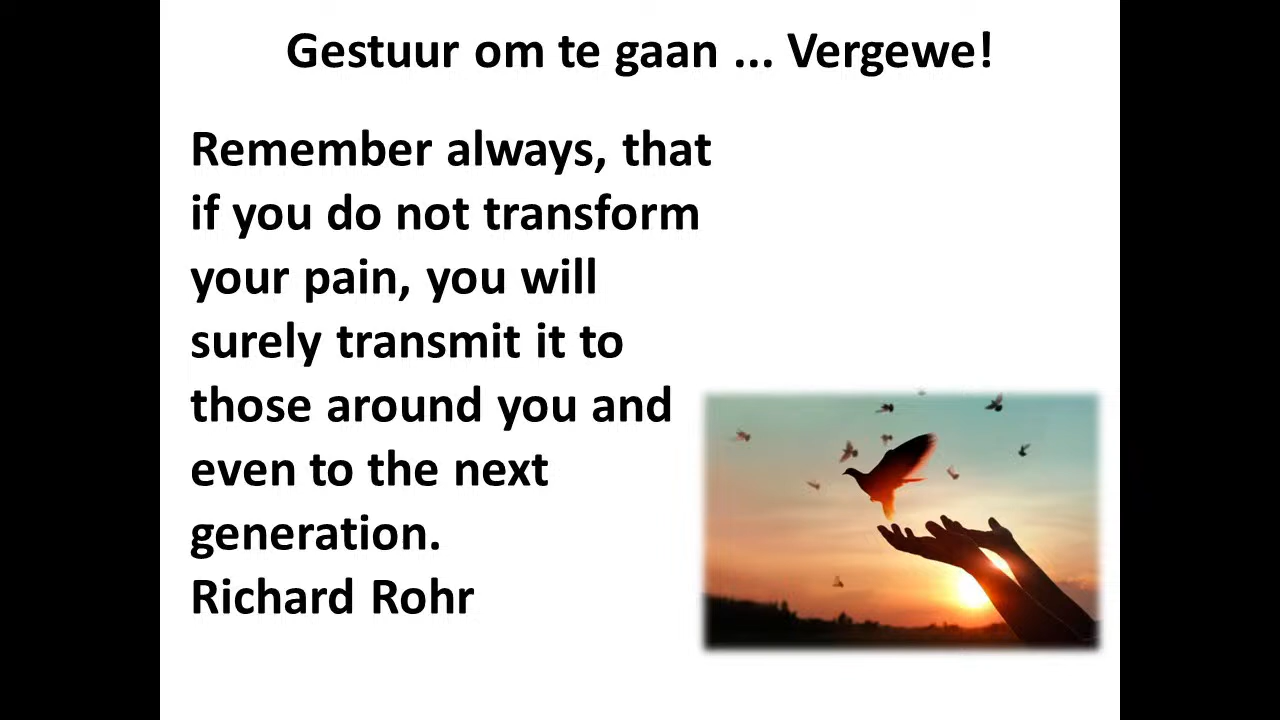 Gestuur om te gaan ... Vergewe!
Remember always, that
if you do not transform
your pain, you will
surely transmit it to
those around you and
even to the next
generation.
Richard Rohr